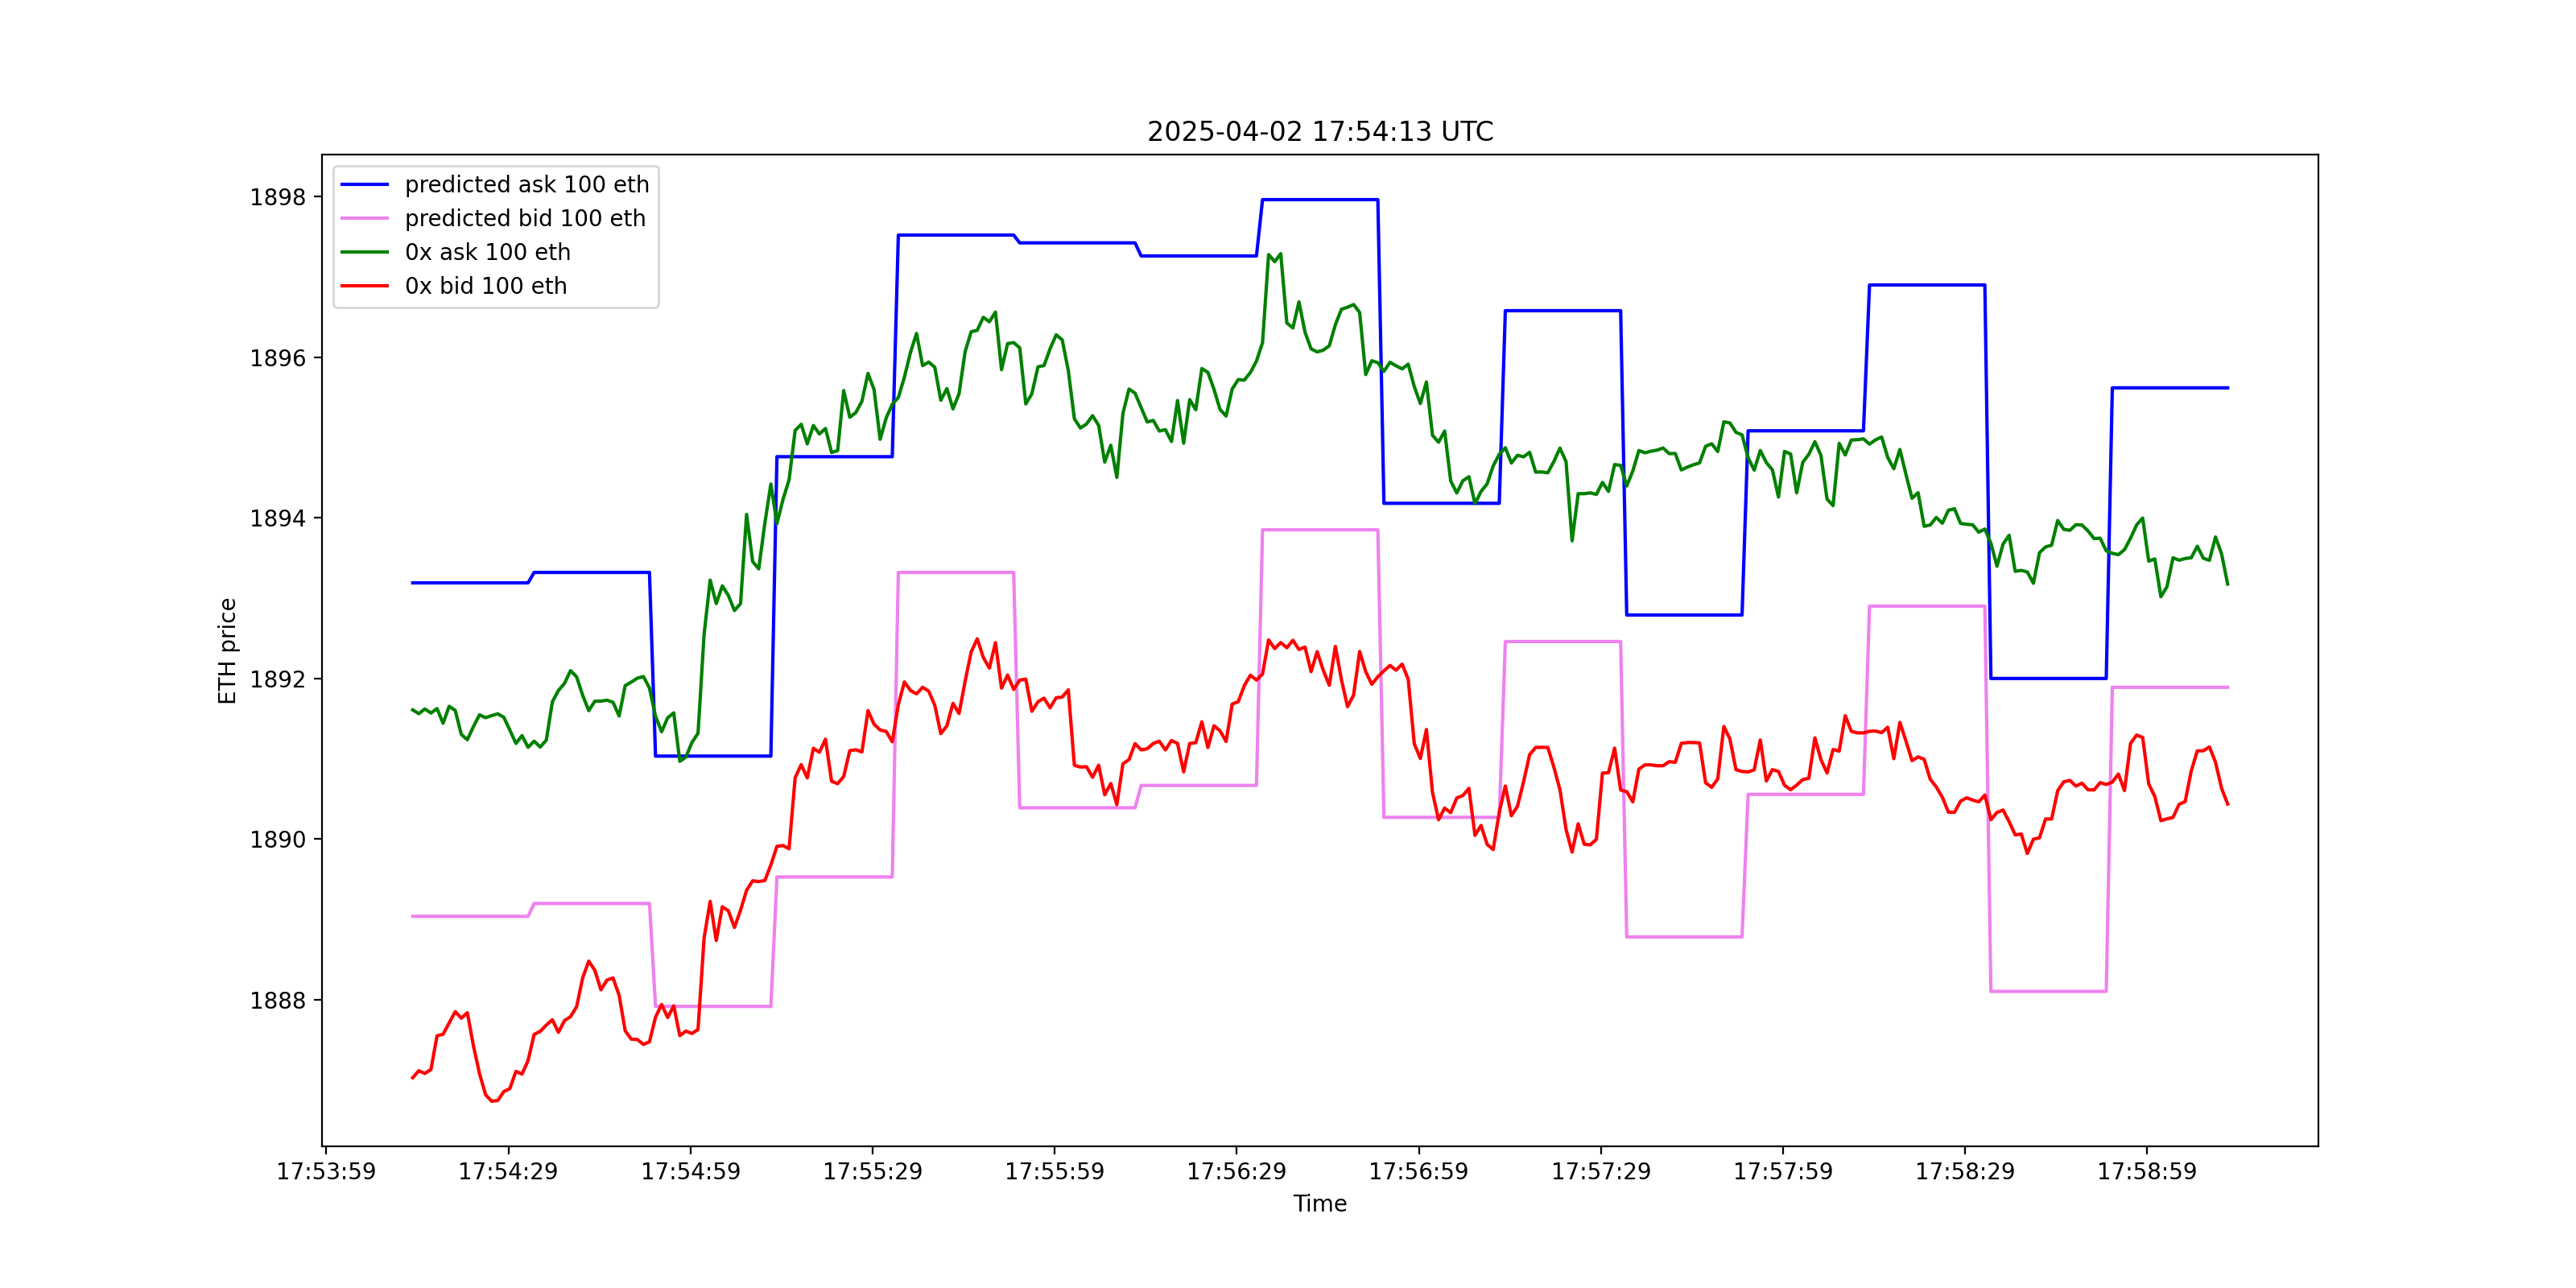 2025-04-02 17:54:13 UTC
predicted ask 100 eth
predicted bid 100 eth
0x ask 100 eth
0x bid 100 eth
1898
1896
1894
1892
1890
1888
ETH price
17:53:59 17:54:29 17:54:59 17:55:29 17:55:59 17:56:29 17:56:59 17:57:29 17:57:59 17:58:29 17:58:59
Time